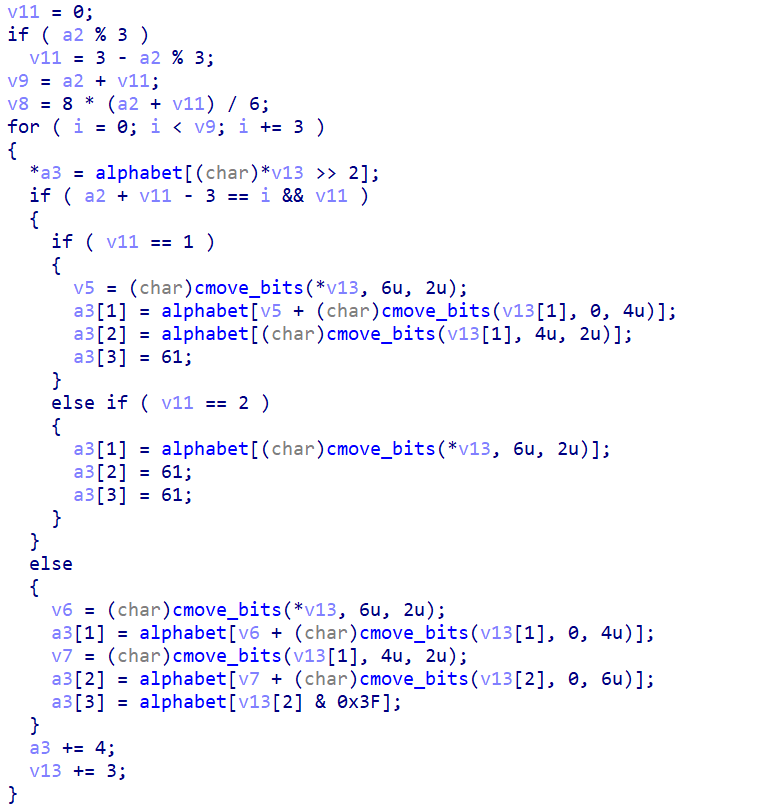 v11 = 0;
if ( a2 % 3 )
  v11 = 3 - a2 % 3;
v9 = a2 + v11;
v8 = 8 * (a2 + v11) / 6;
for ( i = 0; i < v9; i += 3 )
{
  *a3 = alphabet[(char)*v13 >> 2];
  if ( a2 + v11 - 3 == i && v11 )
  {
    if ( v11 == 1 )
    {
      v5 = (char)cmove_bits(*v13, 6u, 2u);
      a3[1] = alphabet[v5 + (char)cmove_bits(v13[1], 0, 4u)];
      a3[2] = alphabet[(char)cmove_bits(v13[1], 4u, 2u)];
      a3[3] = 61;
    }
    else if ( v11 == 2 )
    {
      a3[1] = alphabet[(char)cmove_bits(*v13, 6u, 2u)];
      a3[2] = 61;
      a3[3] = 61;
    }
  }
  else
  {
    v6 = (char)cmove_bits(*v13, 6u, 2u);
    a3[1] = alphabet[v6 + (char)cmove_bits(v13[1], 0, 4u)];
    v7 = (char)cmove_bits(v13[1], 4u, 2u);
    a3[2] = alphabet[v7 + (char)cmove_bits(v13[2], 0, 6u)];
    a3[3] = alphabet[v13[2] & 0x3F];
  }
  a3 += 4;
  v13 += 3;
}